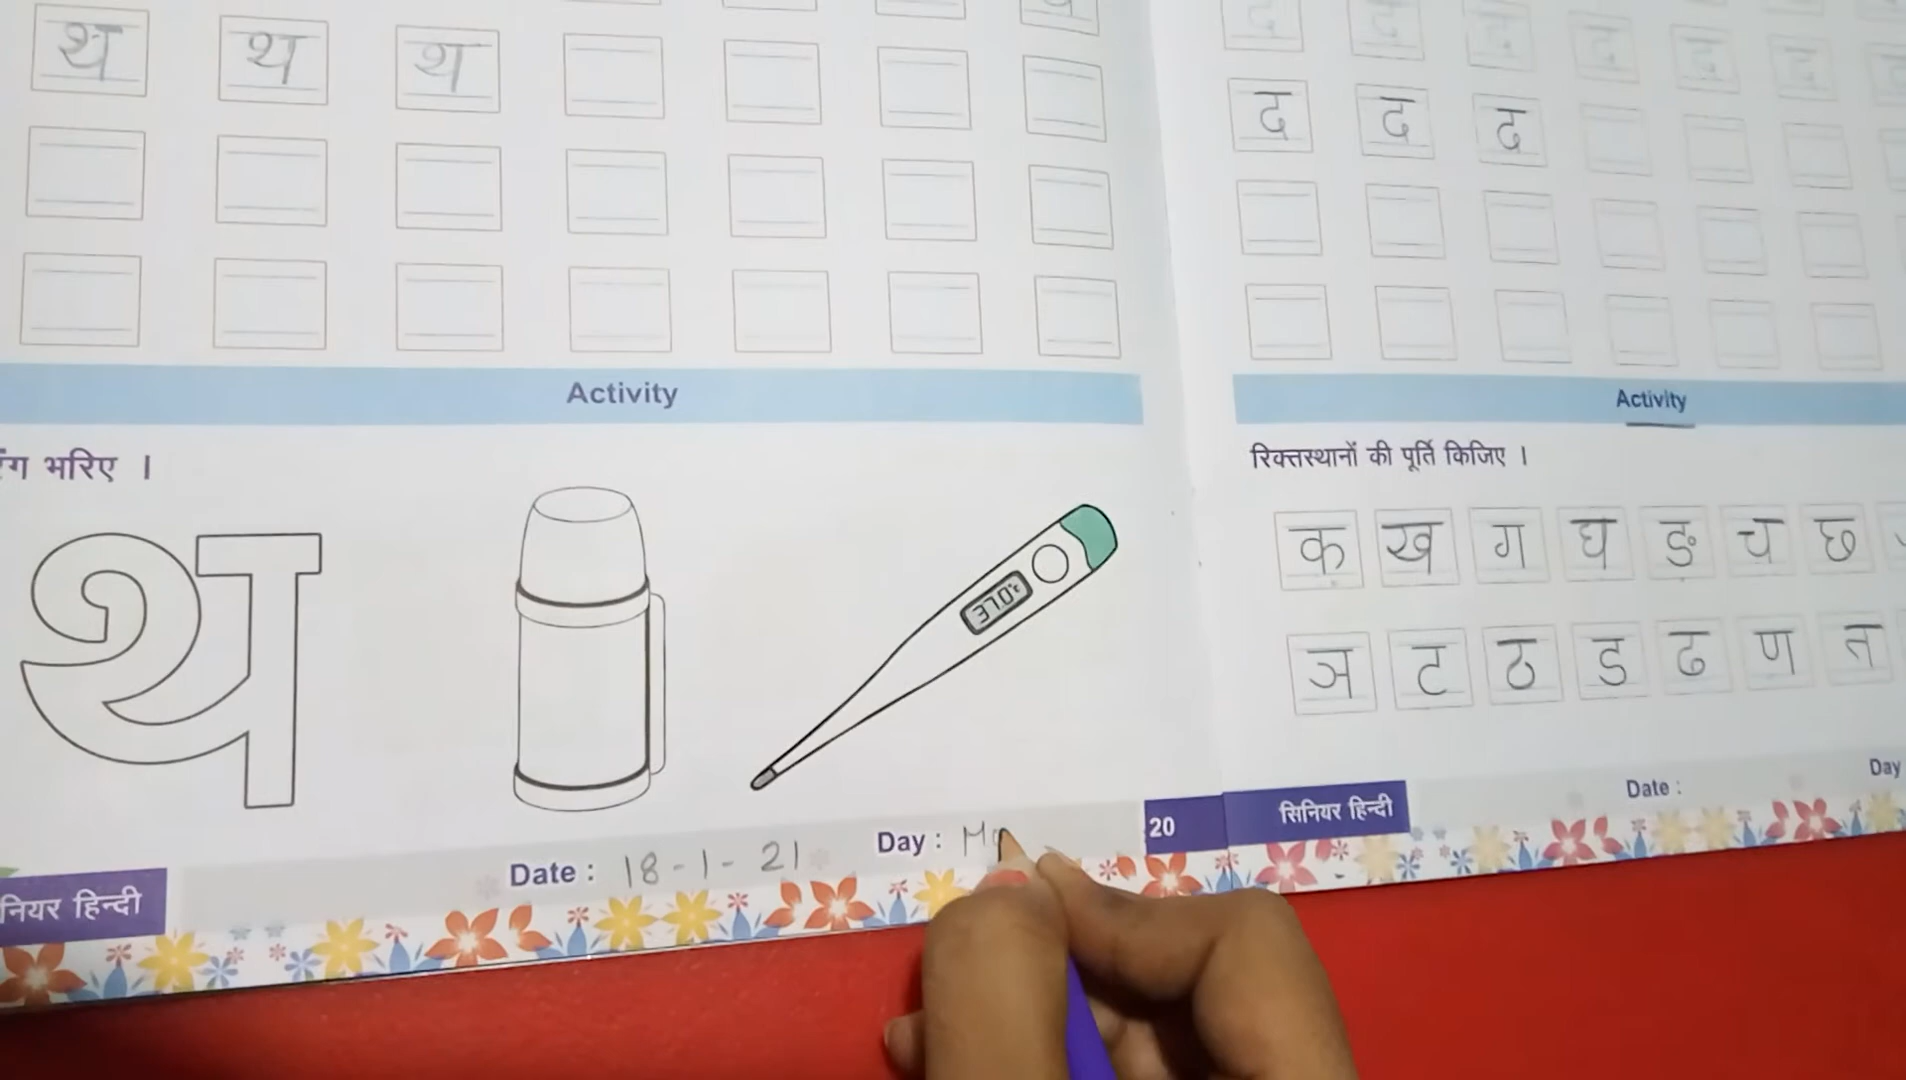 थ थ थ
Activity
रंग भरिए ।
थ
37.0°c
Date : 18-1-21 Day :
नियर हिन्दी
20
द द द द द द
द द द
Activity
रिक्तस्थानों की पूर्ति किजिए ।
क ख ग घ ङ च छ
ञ ट ठ ड ढ ण त
सिनियर हिन्दी
Date : Day